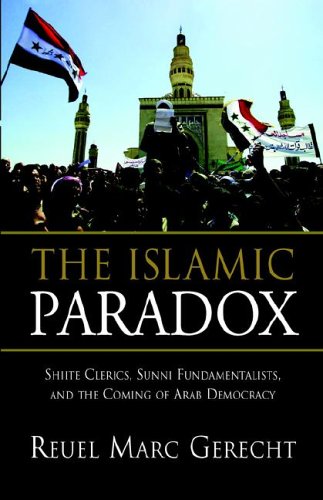 THE ISLAMIC
PARADOX
SHIITE CLERICS, SUNNI FUNDAMENTALISTS,
AND THE COMING OF ARAB DEMOCRACY
REUEL MARC GERECHT